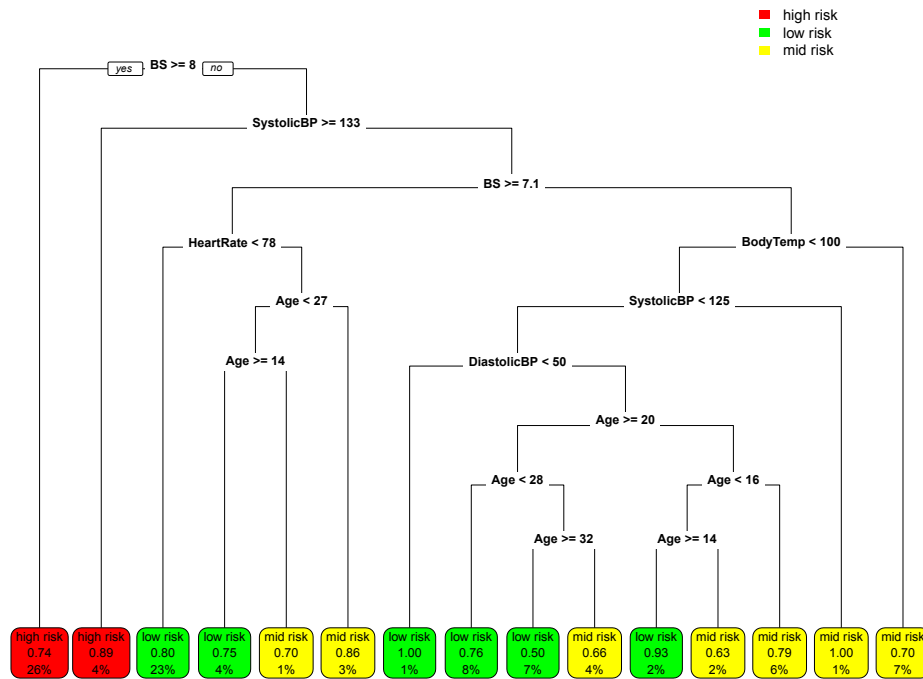 high risk
low risk
mid risk
yes BS >= 8 no
SystolicBP >= 133
BS >= 7.1
HeartRate < 78
BodyTemp < 100
Age < 27
SystolicBP < 125
Age >= 14
DiastolicBP < 50
Age >= 20
Age < 28
Age < 16
Age >= 32
Age >= 14
high risk
0.74
26%
high risk
0.89
4%
low risk
0.80
23%
low risk
0.75
4%
mid risk
0.70
1%
mid risk
0.86
3%
low risk
1.00
1%
low risk
0.76
8%
low risk
0.50
7%
mid risk
0.66
4%
low risk
0.93
2%
mid risk
0.63
2%
mid risk
0.79
6%
mid risk
1.00
1%
mid risk
0.70
7%